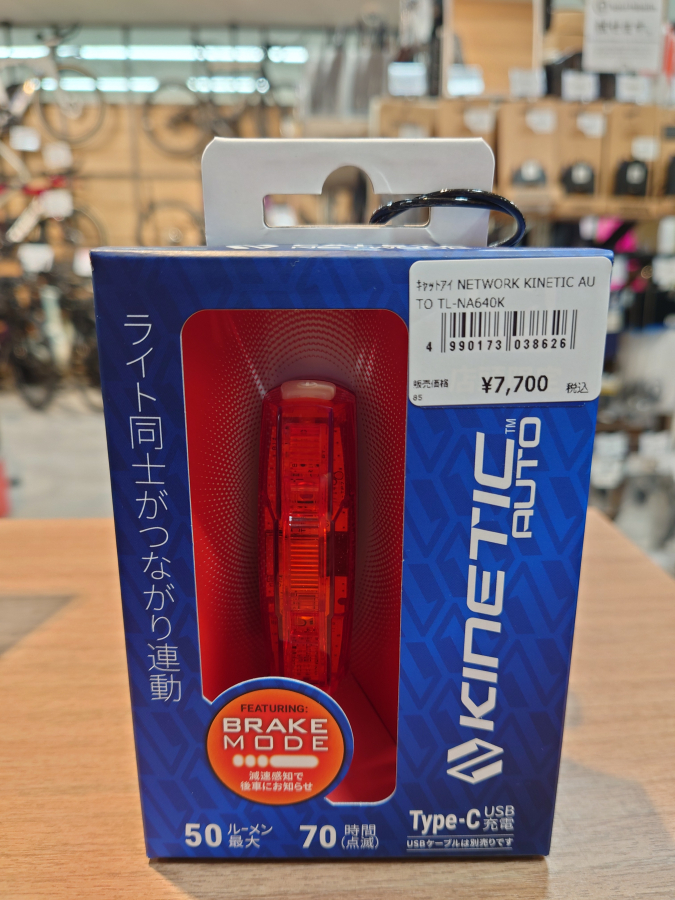 キャットアイ NETWORK KINETIC AU
TO TL-NA640K
4 990173 038626
販売価格 ¥7,700 税込
85
ライト同士がつながり連動
KINETIC™
AUTO
FEATURING:
BRAKE
MODE
減速感知で
後車にお知らせ
50 ルーメン
最大
70 時間
(点滅)
Type-C USB
充電
USBケーブルは別売りです